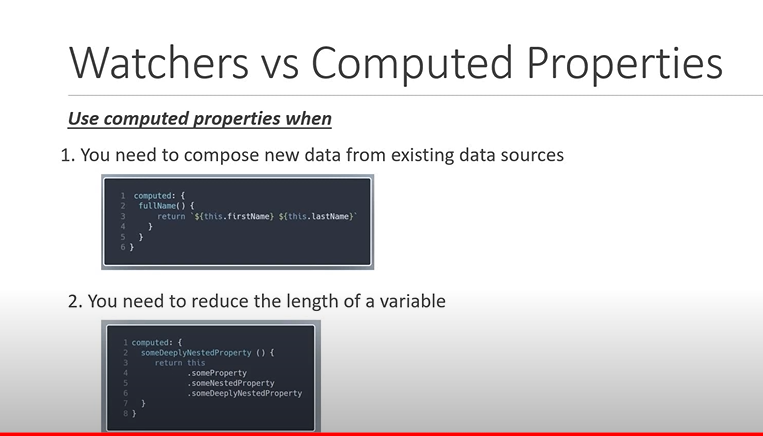 Watchers vs Computed Properties
Use computed properties when
1. You need to compose new data from existing data sources
1 computed: {
2 fullName() {
3 return `${this.firstName} ${this.lastName}`
4 }
5 }
6 }
2. You need to reduce the length of a variable
1 computed: {
2 someDeeplyNestedProperty () {
3 return this
4 .someProperty
5 .someNestedProperty
6 .someDeeplyNestedProperty
7 }
8 }